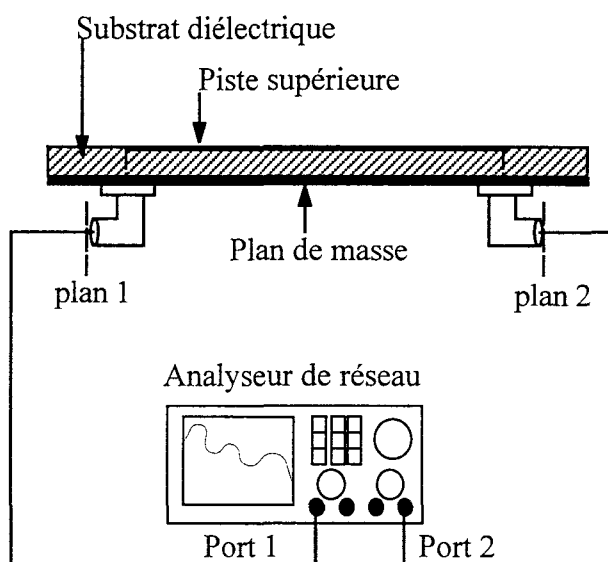 Substrat diélectrique
Piste supérieure
Plan de masse
plan 1
plan 2
Analyseur de réseau
Port 1
Port 2